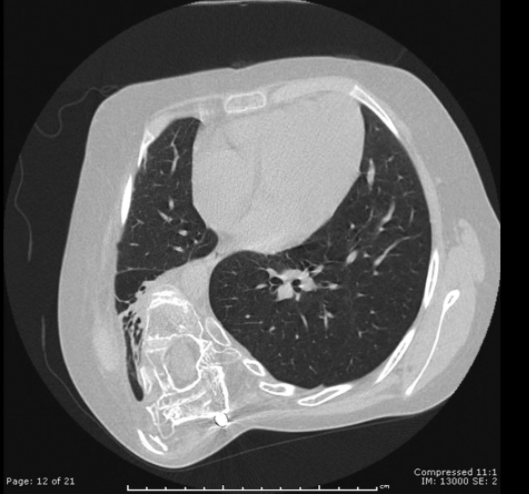 Page: 12 of 21
Compressed 11:1
IM: 13000 SE: 2
cm